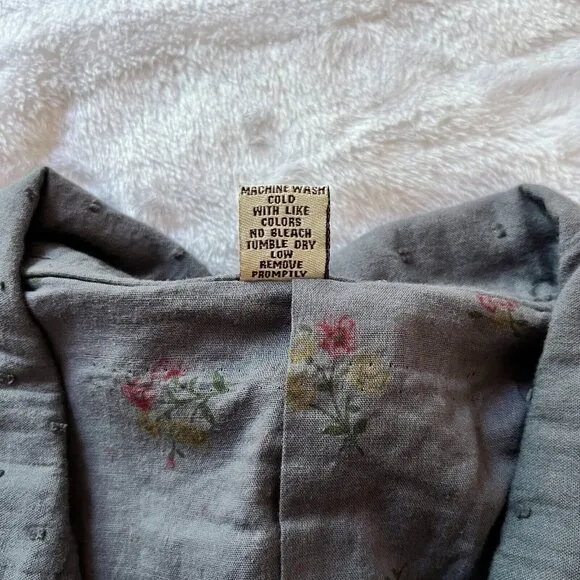 MACHINE WASH
COLD
WITH LIKE
COLORS
NO BLEACH
TUMBLE DRY
LOW
REMOVE
PROMPTLY